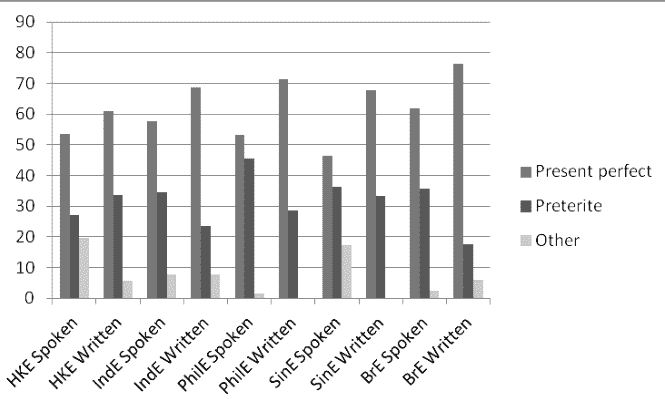 90
80
70
60
50
40
30
20
10
0
Present perfect
Preterite
Other
HKE Spoken
HKE Written
IndE Spoken
IndE Written
PhilE Spoken
PhilE Written
SinE Spoken
SinE Written
BrE Spoken
BrE Written